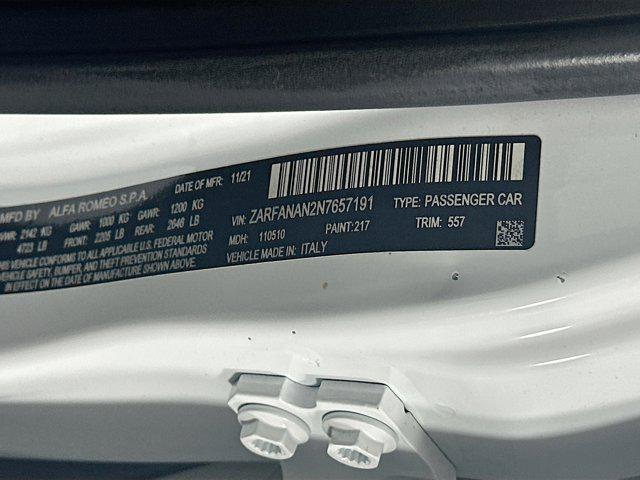 MFD BY ALFA ROMEO S.P.A. DATE OF MFR: 11/21
GVWR: 2142 KG GAWR: 1000 KG GAWR: 1200 KG
4723 LB FRONT: 2205 LB REAR: 2646 LB
THIS VEHICLE CONFORMS TO ALL APPLICABLE U.S. FEDERAL MOTOR
VEHICLE SAFETY, BUMPER, AND THEFT PREVENTION STANDARDS
IN EFFECT ON THE DATE OF MANUFACTURE SHOWN ABOVE.
VIN: ZARFANAN2N7657191 TYPE: PASSENGER CAR
MDH: 110510 PAINT: 217 TRIM: 557
VEHICLE MADE IN: ITALY